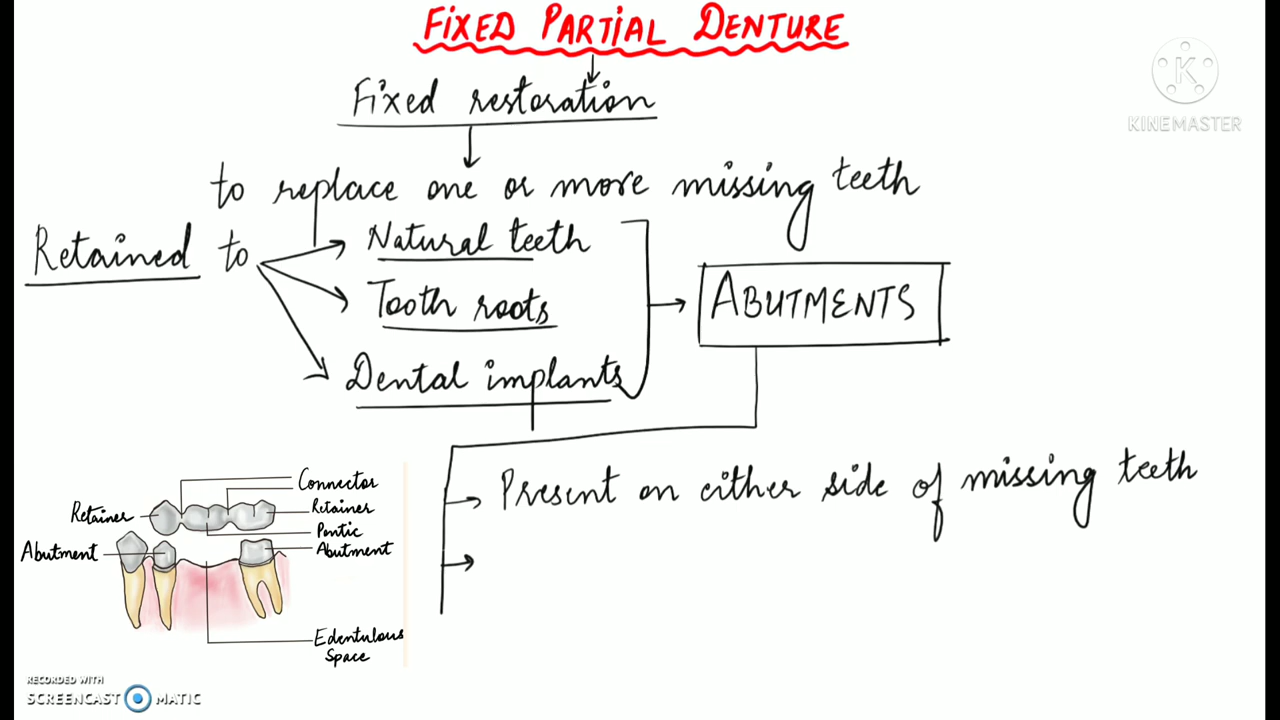 FIXED PARTIAL DENTURE
Fixed restoration
to replace one or more missing teeth
Retained to
Natural teeth
Tooth roots
Dental implants
ABUTMENTS
Present on either side of missing teeth
Connector
Retainer
Retainer
Pontic
Abutment
Abutment
Edentulous
Space
KINEMASTER
RECORDED WITH
SCREENCAST MATIC